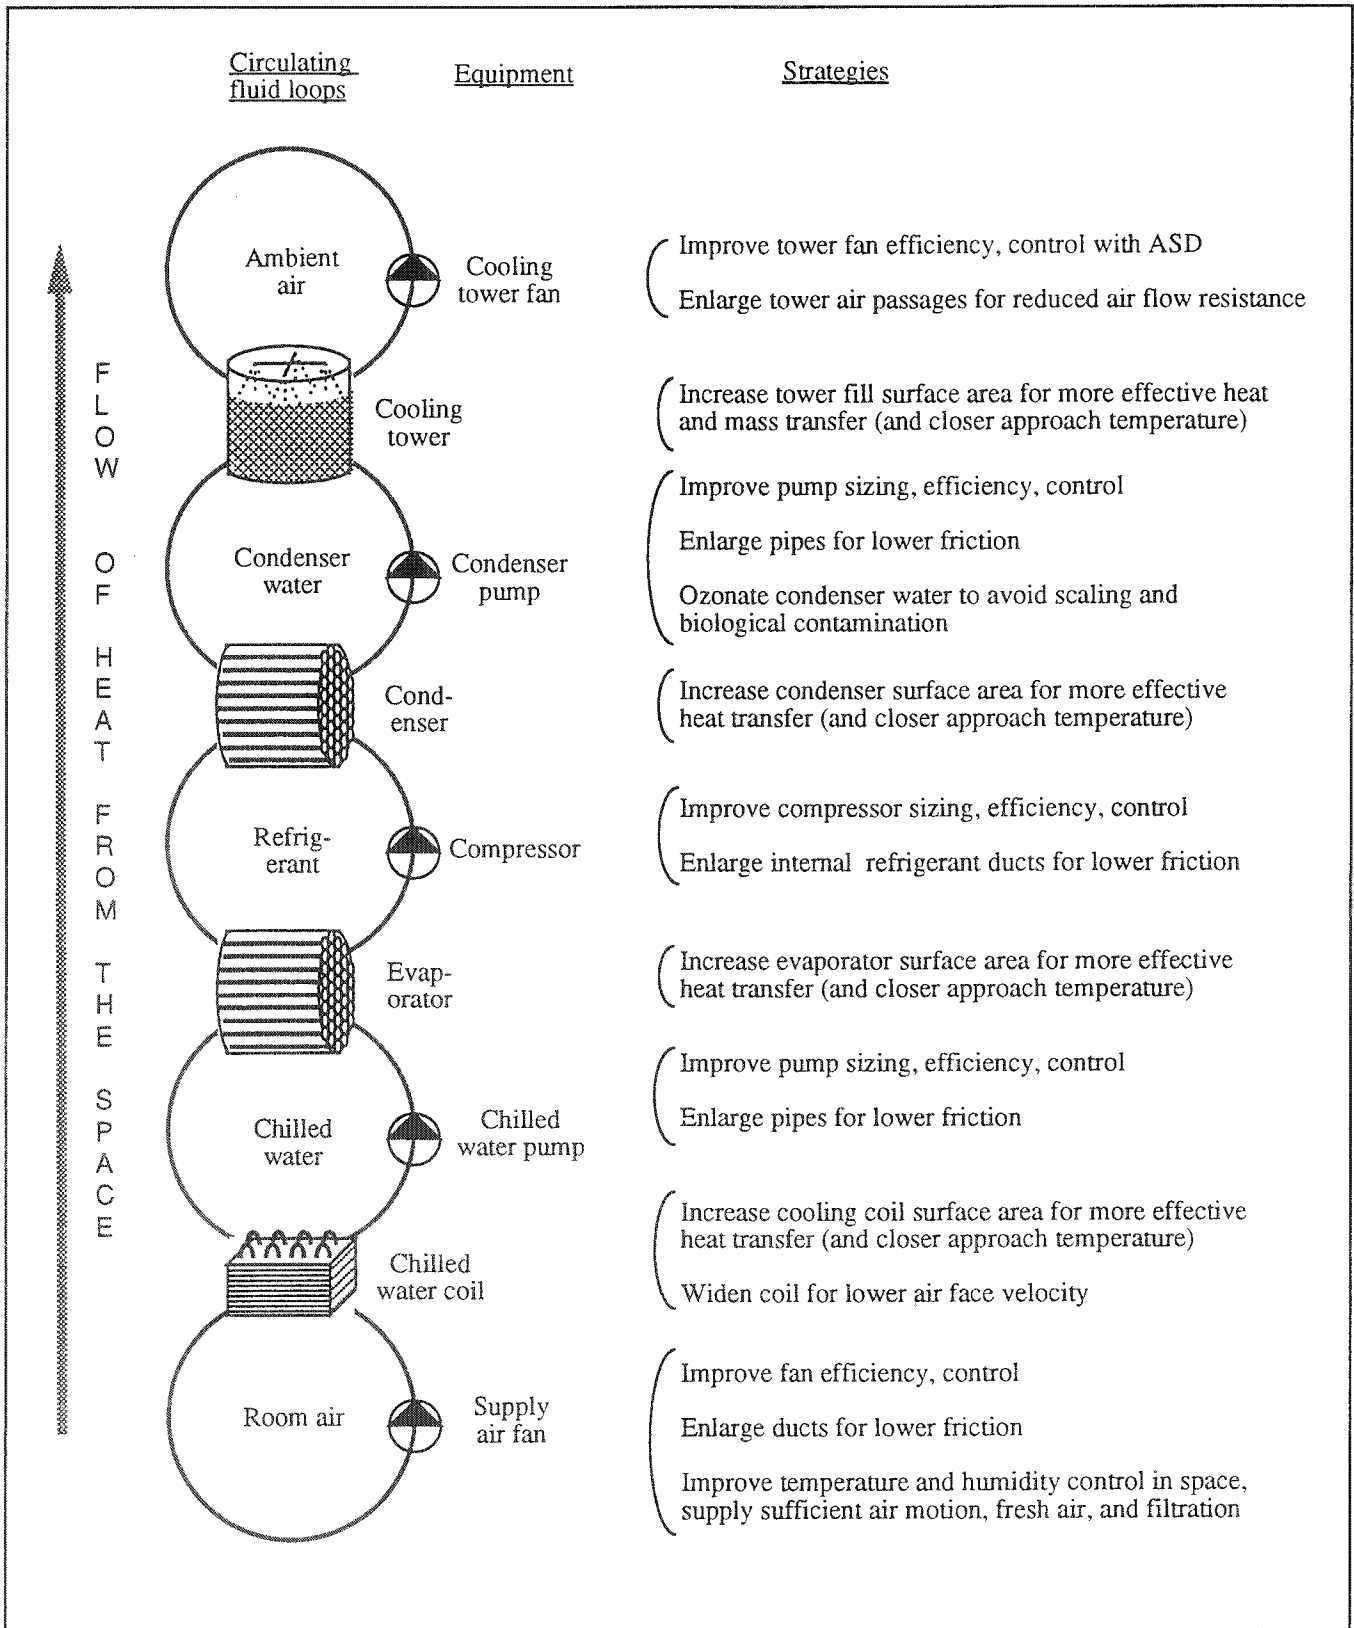 Circulating
fluid loops
Equipment
Strategies
Ambient
air
Cooling
tower fan
Improve tower fan efficiency, control with ASD
Enlarge tower air passages for reduced air flow resistance
Cooling
tower
Increase tower fill surface area for more effective heat
and mass transfer (and closer approach temperature)
Condenser
water
Condenser
pump
Improve pump sizing, efficiency, control
Enlarge pipes for lower friction
Ozonate condenser water to avoid scaling and
biological contamination
Cond-
enser
Increase condenser surface area for more effective
heat transfer (and closer approach temperature)
Refrig-
erant
Compressor
Improve compressor sizing, efficiency, control
Enlarge internal refrigerant ducts for lower friction
Evap-
orator
Increase evaporator surface area for more effective
heat transfer (and closer approach temperature)
Chilled
water
Chilled
water pump
Improve pump sizing, efficiency, control
Enlarge pipes for lower friction
Chilled
water coil
Increase cooling coil surface area for more effective
heat transfer (and closer approach temperature)
Widen coil for lower air face velocity
Room air
Supply
air fan
Improve fan efficiency, control
Enlarge ducts for lower friction
Improve temperature and humidity control in space,
supply sufficient air motion, fresh air, and filtration
FLOW OF HEAT FROM THE SPACE